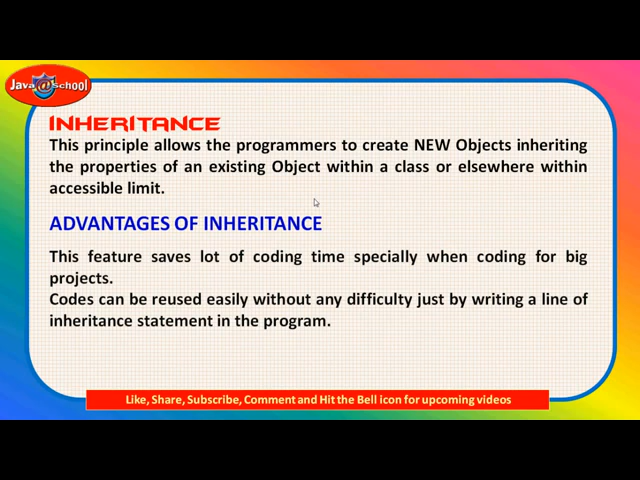 Java@School
INHERITANCE
This principle allows the programmers to create NEW Objects inheriting
the properties of an existing Object within a class or elsewhere within
accessible limit.
ADVANTAGES OF INHERITANCE
This feature saves lot of coding time specially when coding for big
projects.
Codes can be reused easily without any difficulty just by writing a line of
inheritance statement in the program.
Like, Share, Subscribe, Comment and Hit the Bell icon for upcoming videos